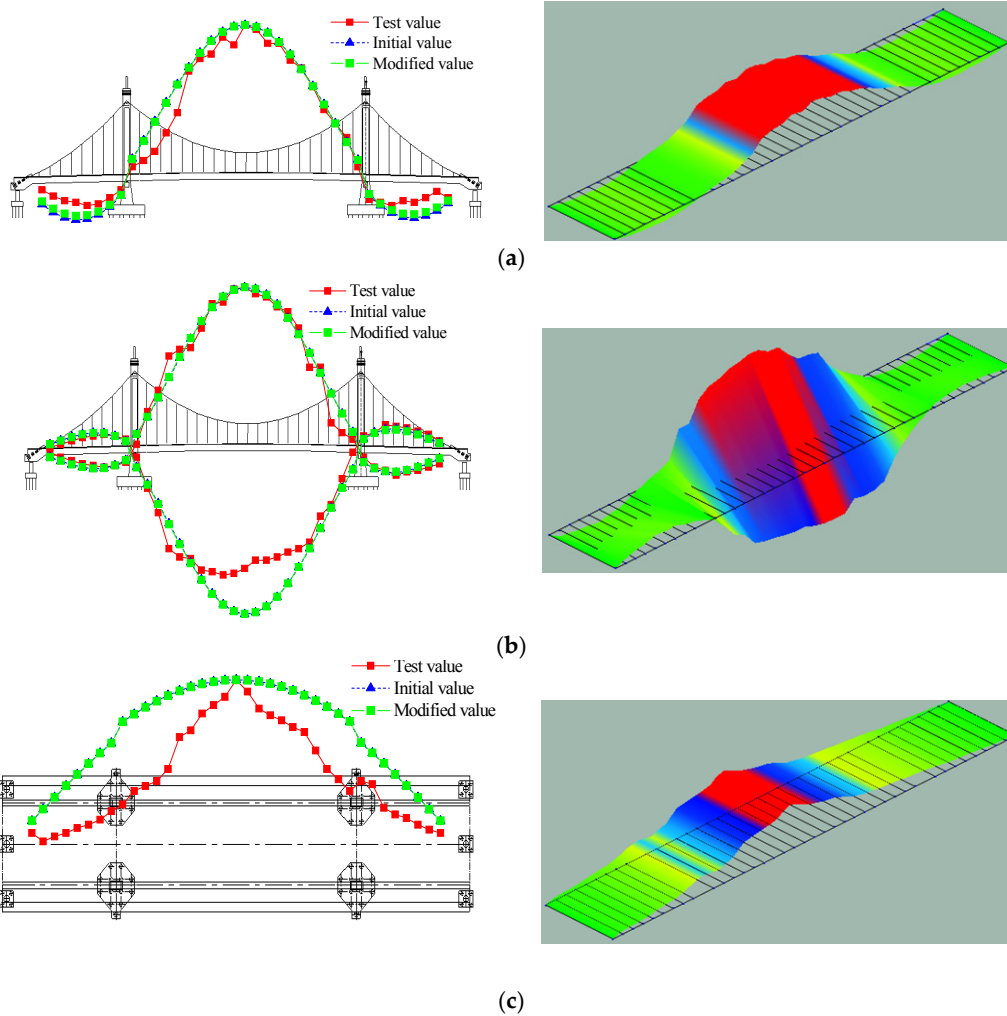 Test value
Initial value
Modified value
(a)
Test value
Initial value
Modified value
(b)
Test value
Initial value
Modified value
(c)